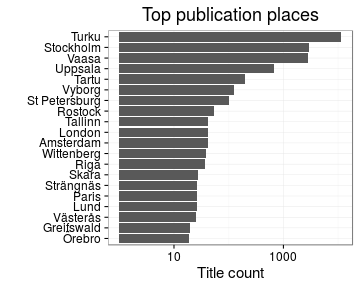 Top publication places
Turku
Stockholm
Vaasa
Uppsala
Tartu
Vyborg
St Petersburg
Rostock
Tallinn
London
Amsterdam
Wittenberg
Riga
Skara
Strängnäs
Paris
Lund
Västerås
Greifswald
Örebro
10
1000
Title count